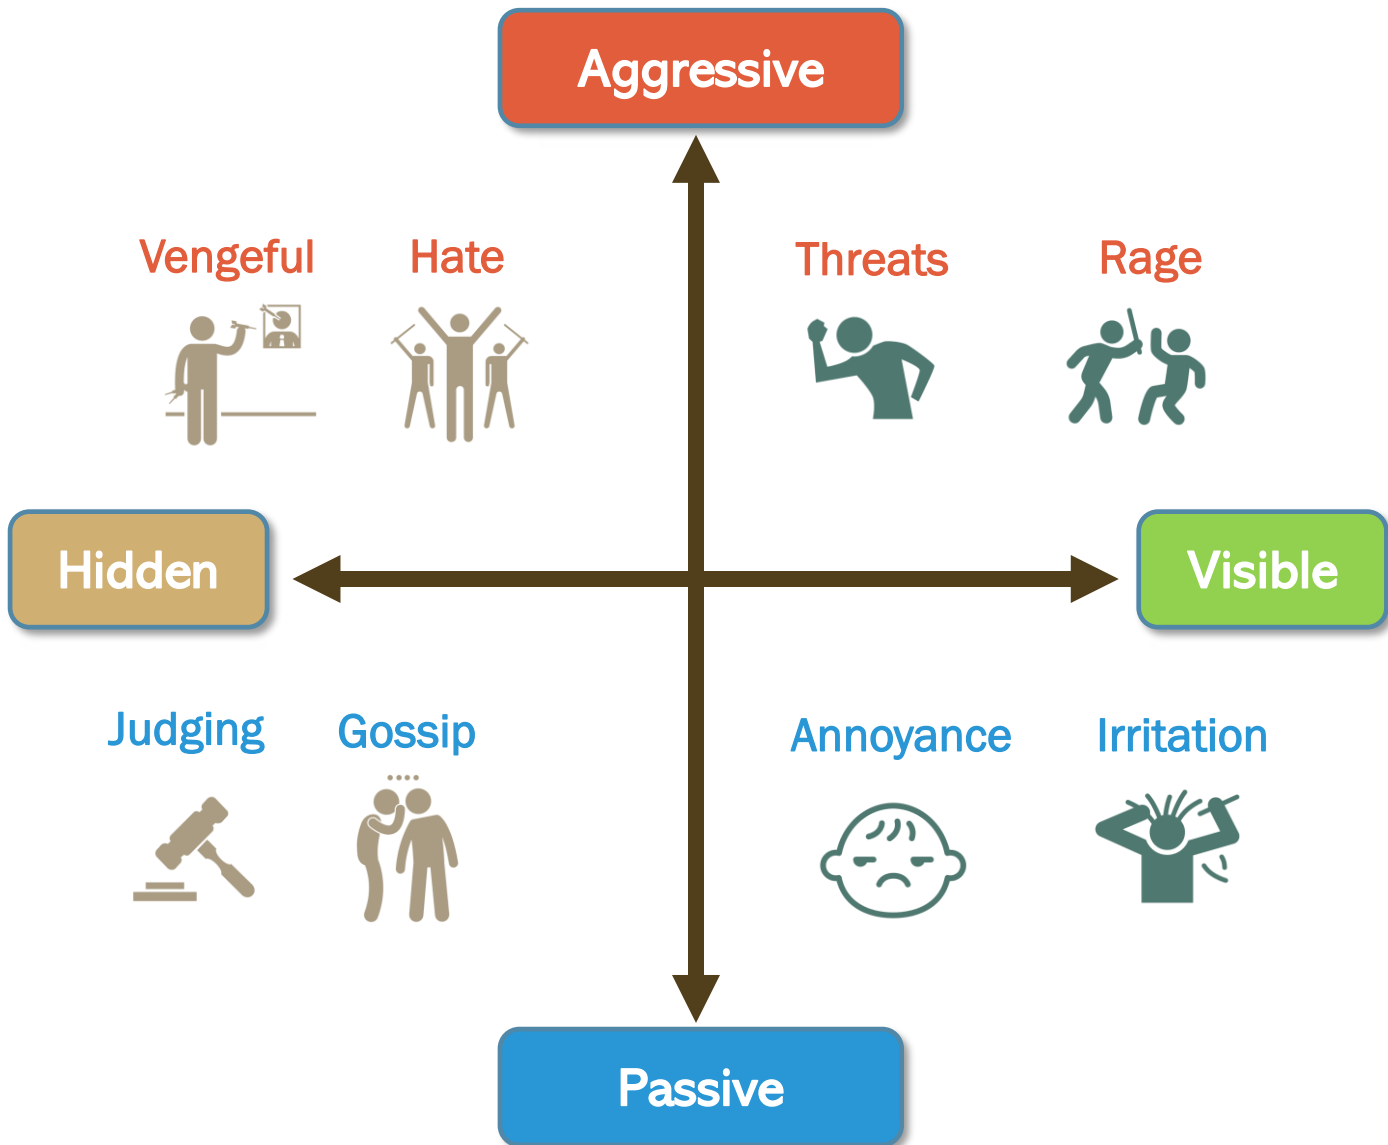 Aggressive
Vengeful
Hate
Threats
Rage
Hidden
Visible
Judging
Gossip
Annoyance
Irritation
Passive